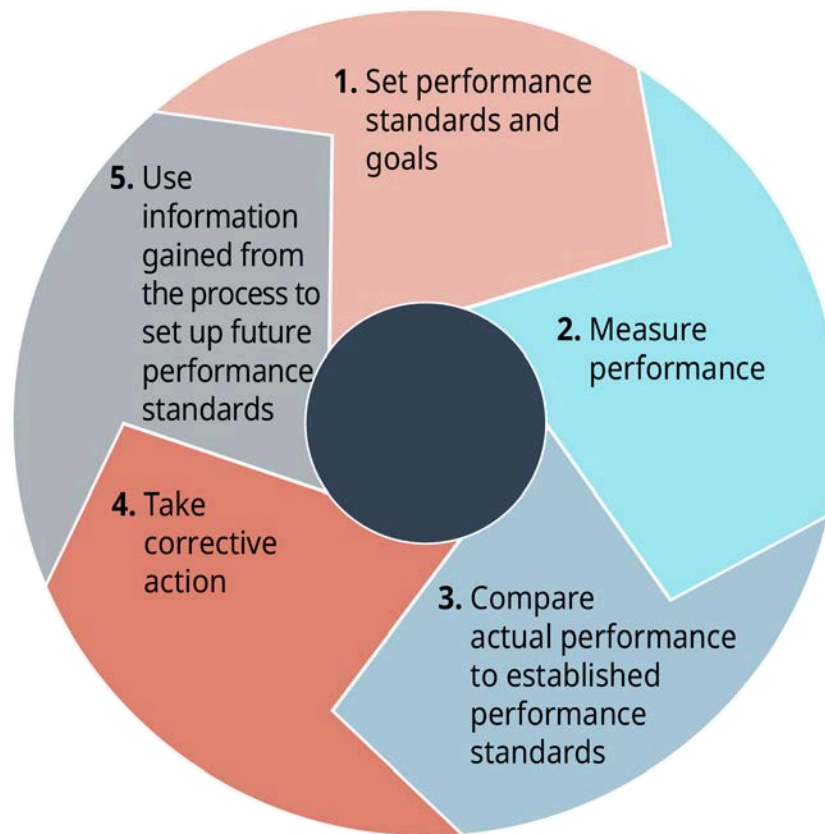 1. Set performance
standards and
goals
2. Measure
performance
3. Compare
actual performance
to established
performance
standards
4. Take
corrective
action
5. Use
information
gained from
the process to
set up future
performance
standards